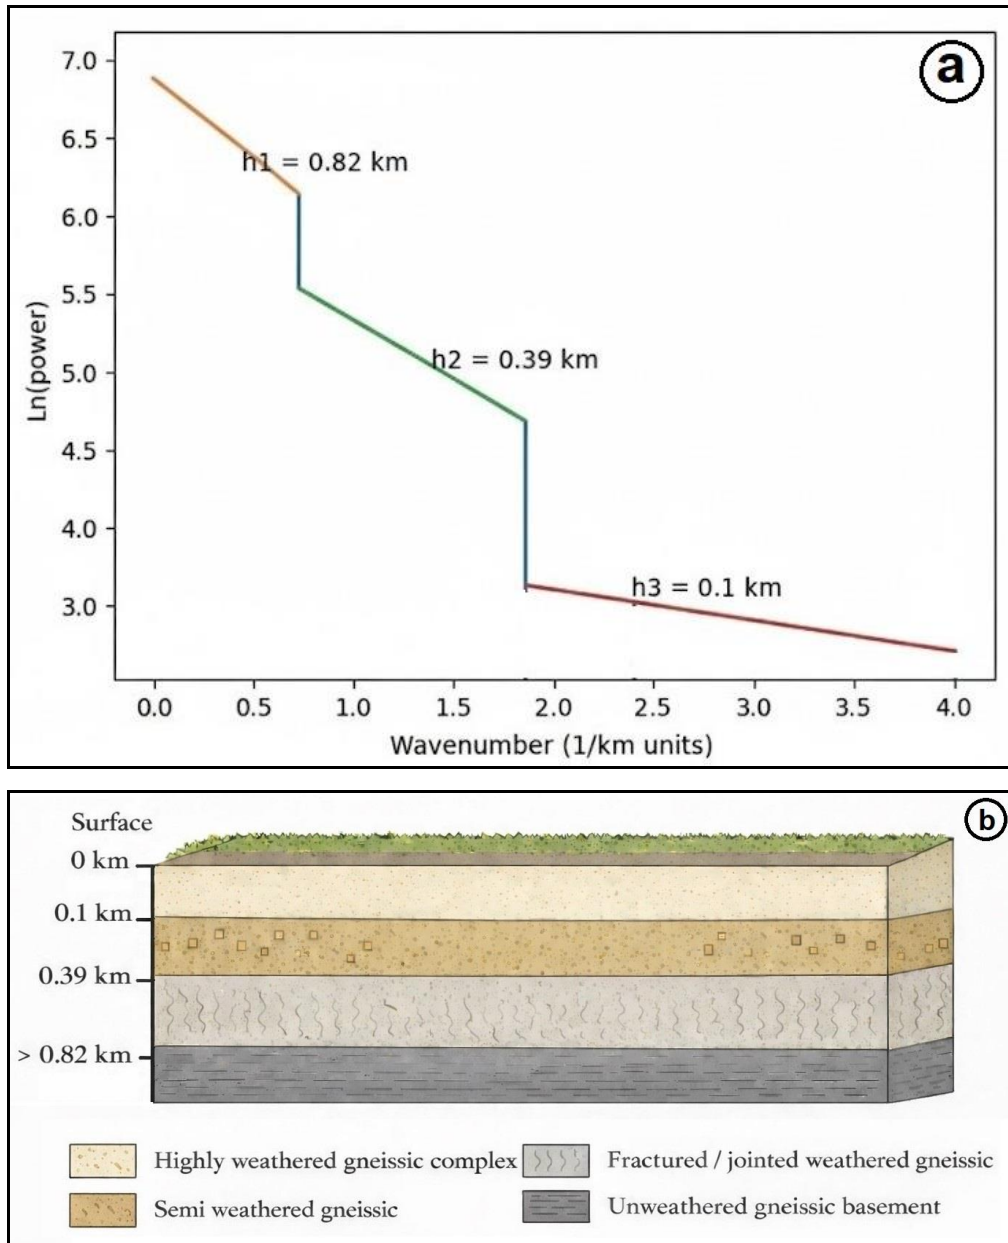 a
7.0
6.5
h1 = 0.82 km
6.0
5.5
h2 = 0.39 km
5.0
4.5
4.0
h3 = 0.1 km
3.0
Ln(power)
0.0 0.5 1.0 1.5 2.0 2.5 3.0 3.5 4.0
Wavenumber (1/km units)
b
Surface
0 km
0.1 km
0.39 km
> 0.82 km
Highly weathered gneissic complex
Fractured / jointed weathered gneissic
Semi weathered gneissic
Unweathered gneissic basement